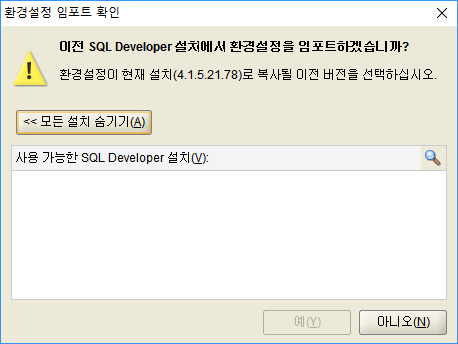 환경설정 임포트 확인
이전 SQL Developer 설치에서 환경설정을 임포트하겠습니까?
환경설정이 현재 설치(4.1.5.21.78)로 복사될 이전 버전을 선택하십시오.
<< 모든 설치 숨기기(A)
사용 가능한 SQL Developer 설치(V):
예(Y)
아니오(N)